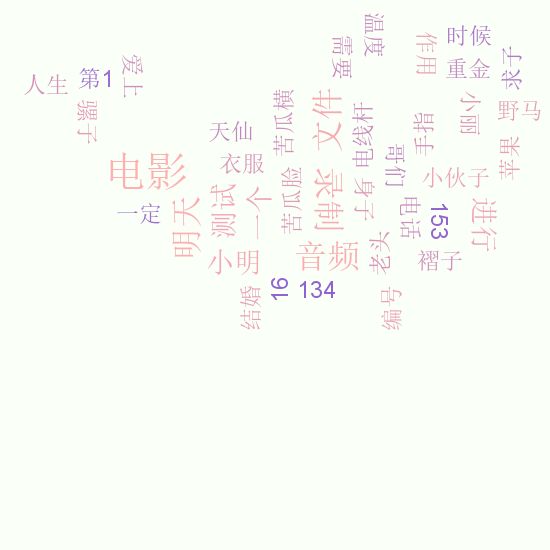 温度
需要
作用
时候
求子
爱上
第1
重金
人生
骡子
苦瓜横
文件
电线杆
小丽
野马
天仙
苹果
电影
衣服
哥们
小伙子
测试
一个
苦瓜脸
身子
一定
明天
电话
153
进行
小明
音频
老头
褶子
结婚
16
134
编号